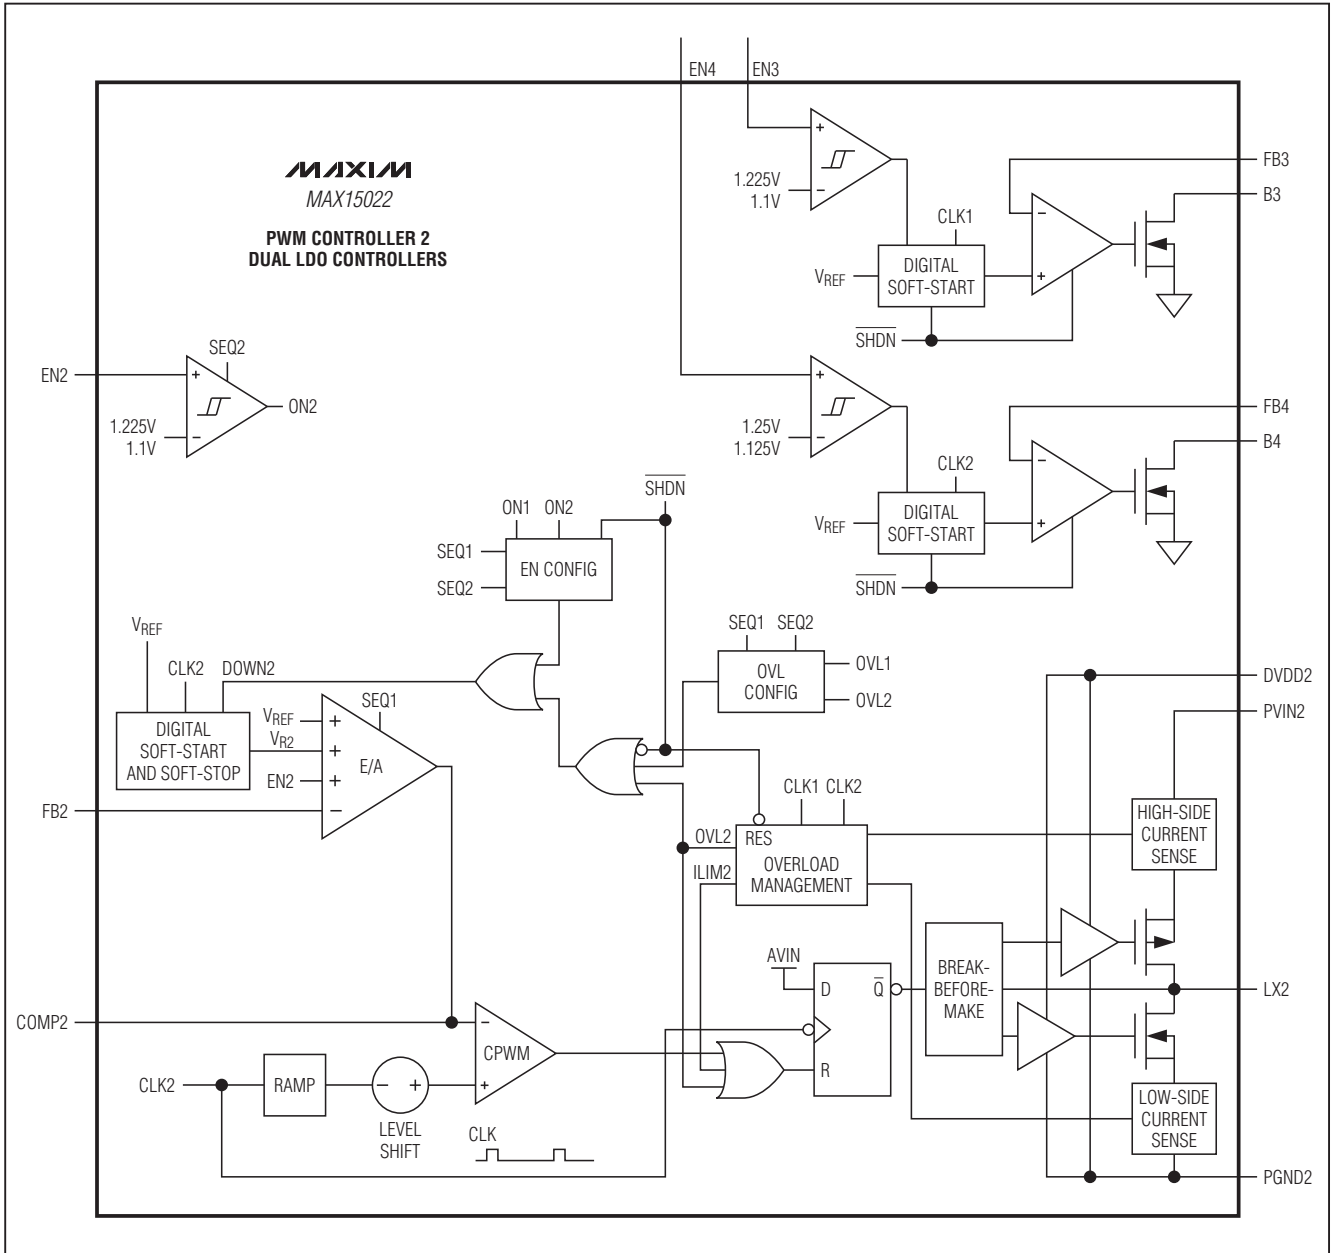 EN4 EN3
MAXIM
MAX15022
PWM CONTROLLER 2
DUAL LDO CONTROLLERS
+
1.225V
1.1V
−
FB3
B3
CLK1
−
VREF
DIGITAL
SOFT-START
+
SHDN
SEQ2
EN2
+
ON2
1.225V
1.1V
−
+
1.25V
1.125V
−
FB4
B4
CLK2
−
VREF
DIGITAL
SOFT-START
+
SHDN
SHDN
ON1 ON2
SEQ1
SEQ2
EN CONFIG
VREF
CLK2 DOWN2
DIGITAL
SOFT-START
AND SOFT-STOP
SEQ1
VREF +
VR2 +
EN2 +
−
E/A
FB2
SEQ1 SEQ2
OVL
CONFIG
OVL1
OVL2
DVDD2
PVIN2
CLK1 CLK2
OVL2
ILIM2
RES
OVERLOAD
MANAGEMENT
HIGH-SIDE
CURRENT
SENSE
AVIN
D
Q
R
BREAK-
BEFORE-
MAKE
LX2
COMP2
−
CPWM
+
CLK2
RAMP
− +
LEVEL
SHIFT
CLK
LOW-SIDE
CURRENT
SENSE
PGND2